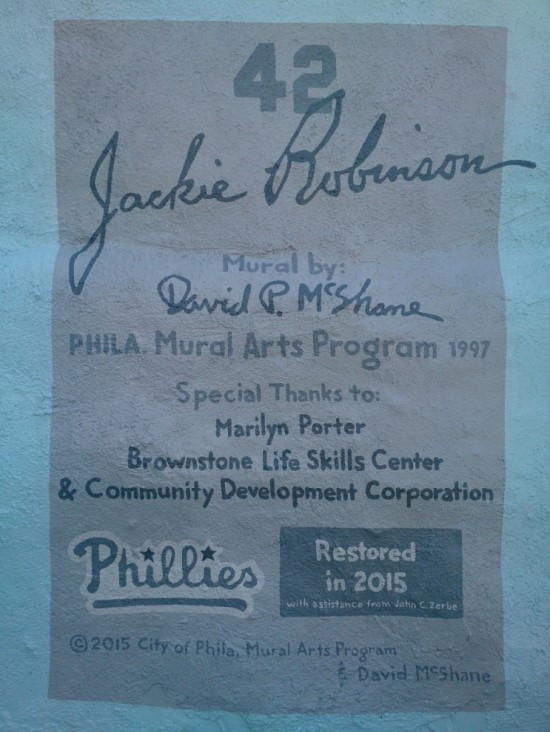 42
Jackie Robinson
Mural by:
David P. McShane
PHILA. Mural Arts Program 1997
Special Thanks to:
Marilyn Porter
Brownstone Life Skills Center
& Community Development Corporation
Phillies
Restored
in 2015
with assistance from John C. Zerbe
©2015 City of Phila, Mural Arts Program
& David McShane